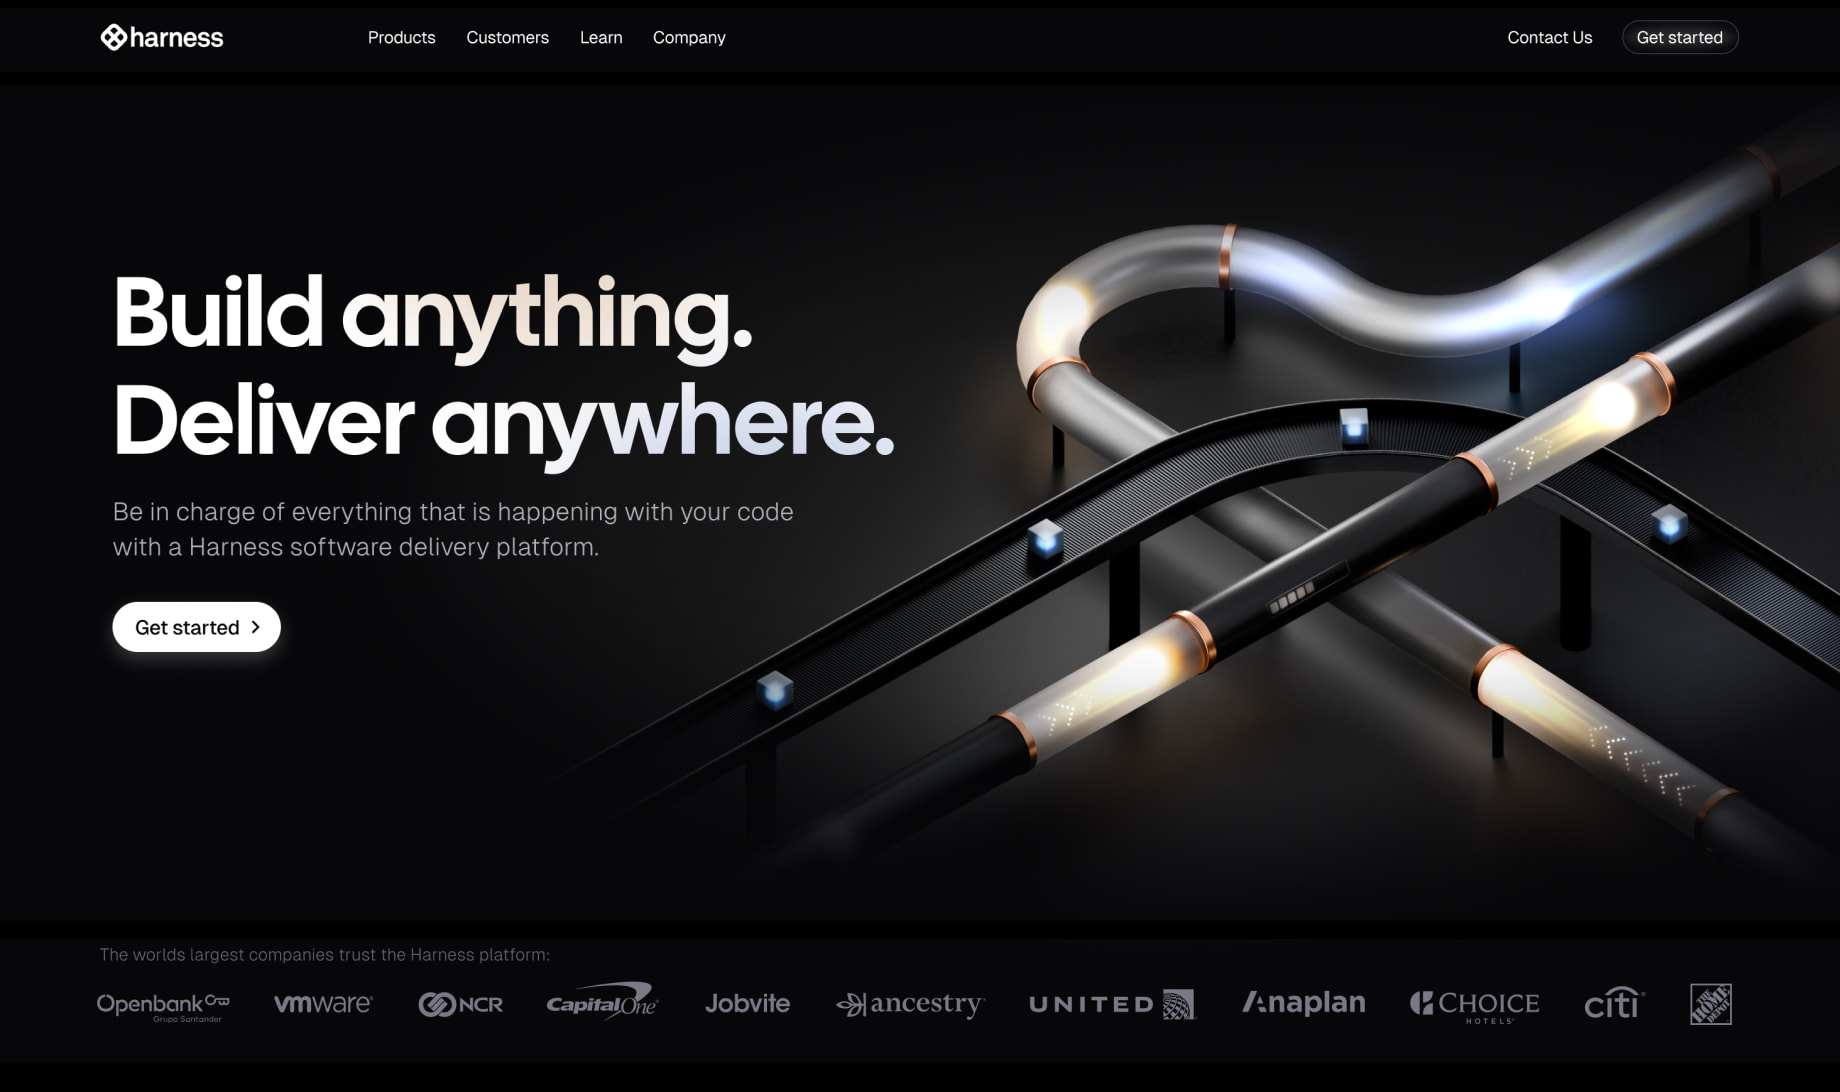 harness
Products
Customers
Learn
Company
Contact Us
Get started
Build anything.
Deliver anywhere.
Be in charge of everything that is happening with your code
with a Harness software delivery platform.
Get started
The worlds largest companies trust the Harness platform:
Openbank
Grupo Santander
vmware®
NCR
CapitalOne®
Jobvite
ancestry
UNITED
Anaplan
CHOICE
HOTELS®
citi®
THE HOME DEPOT